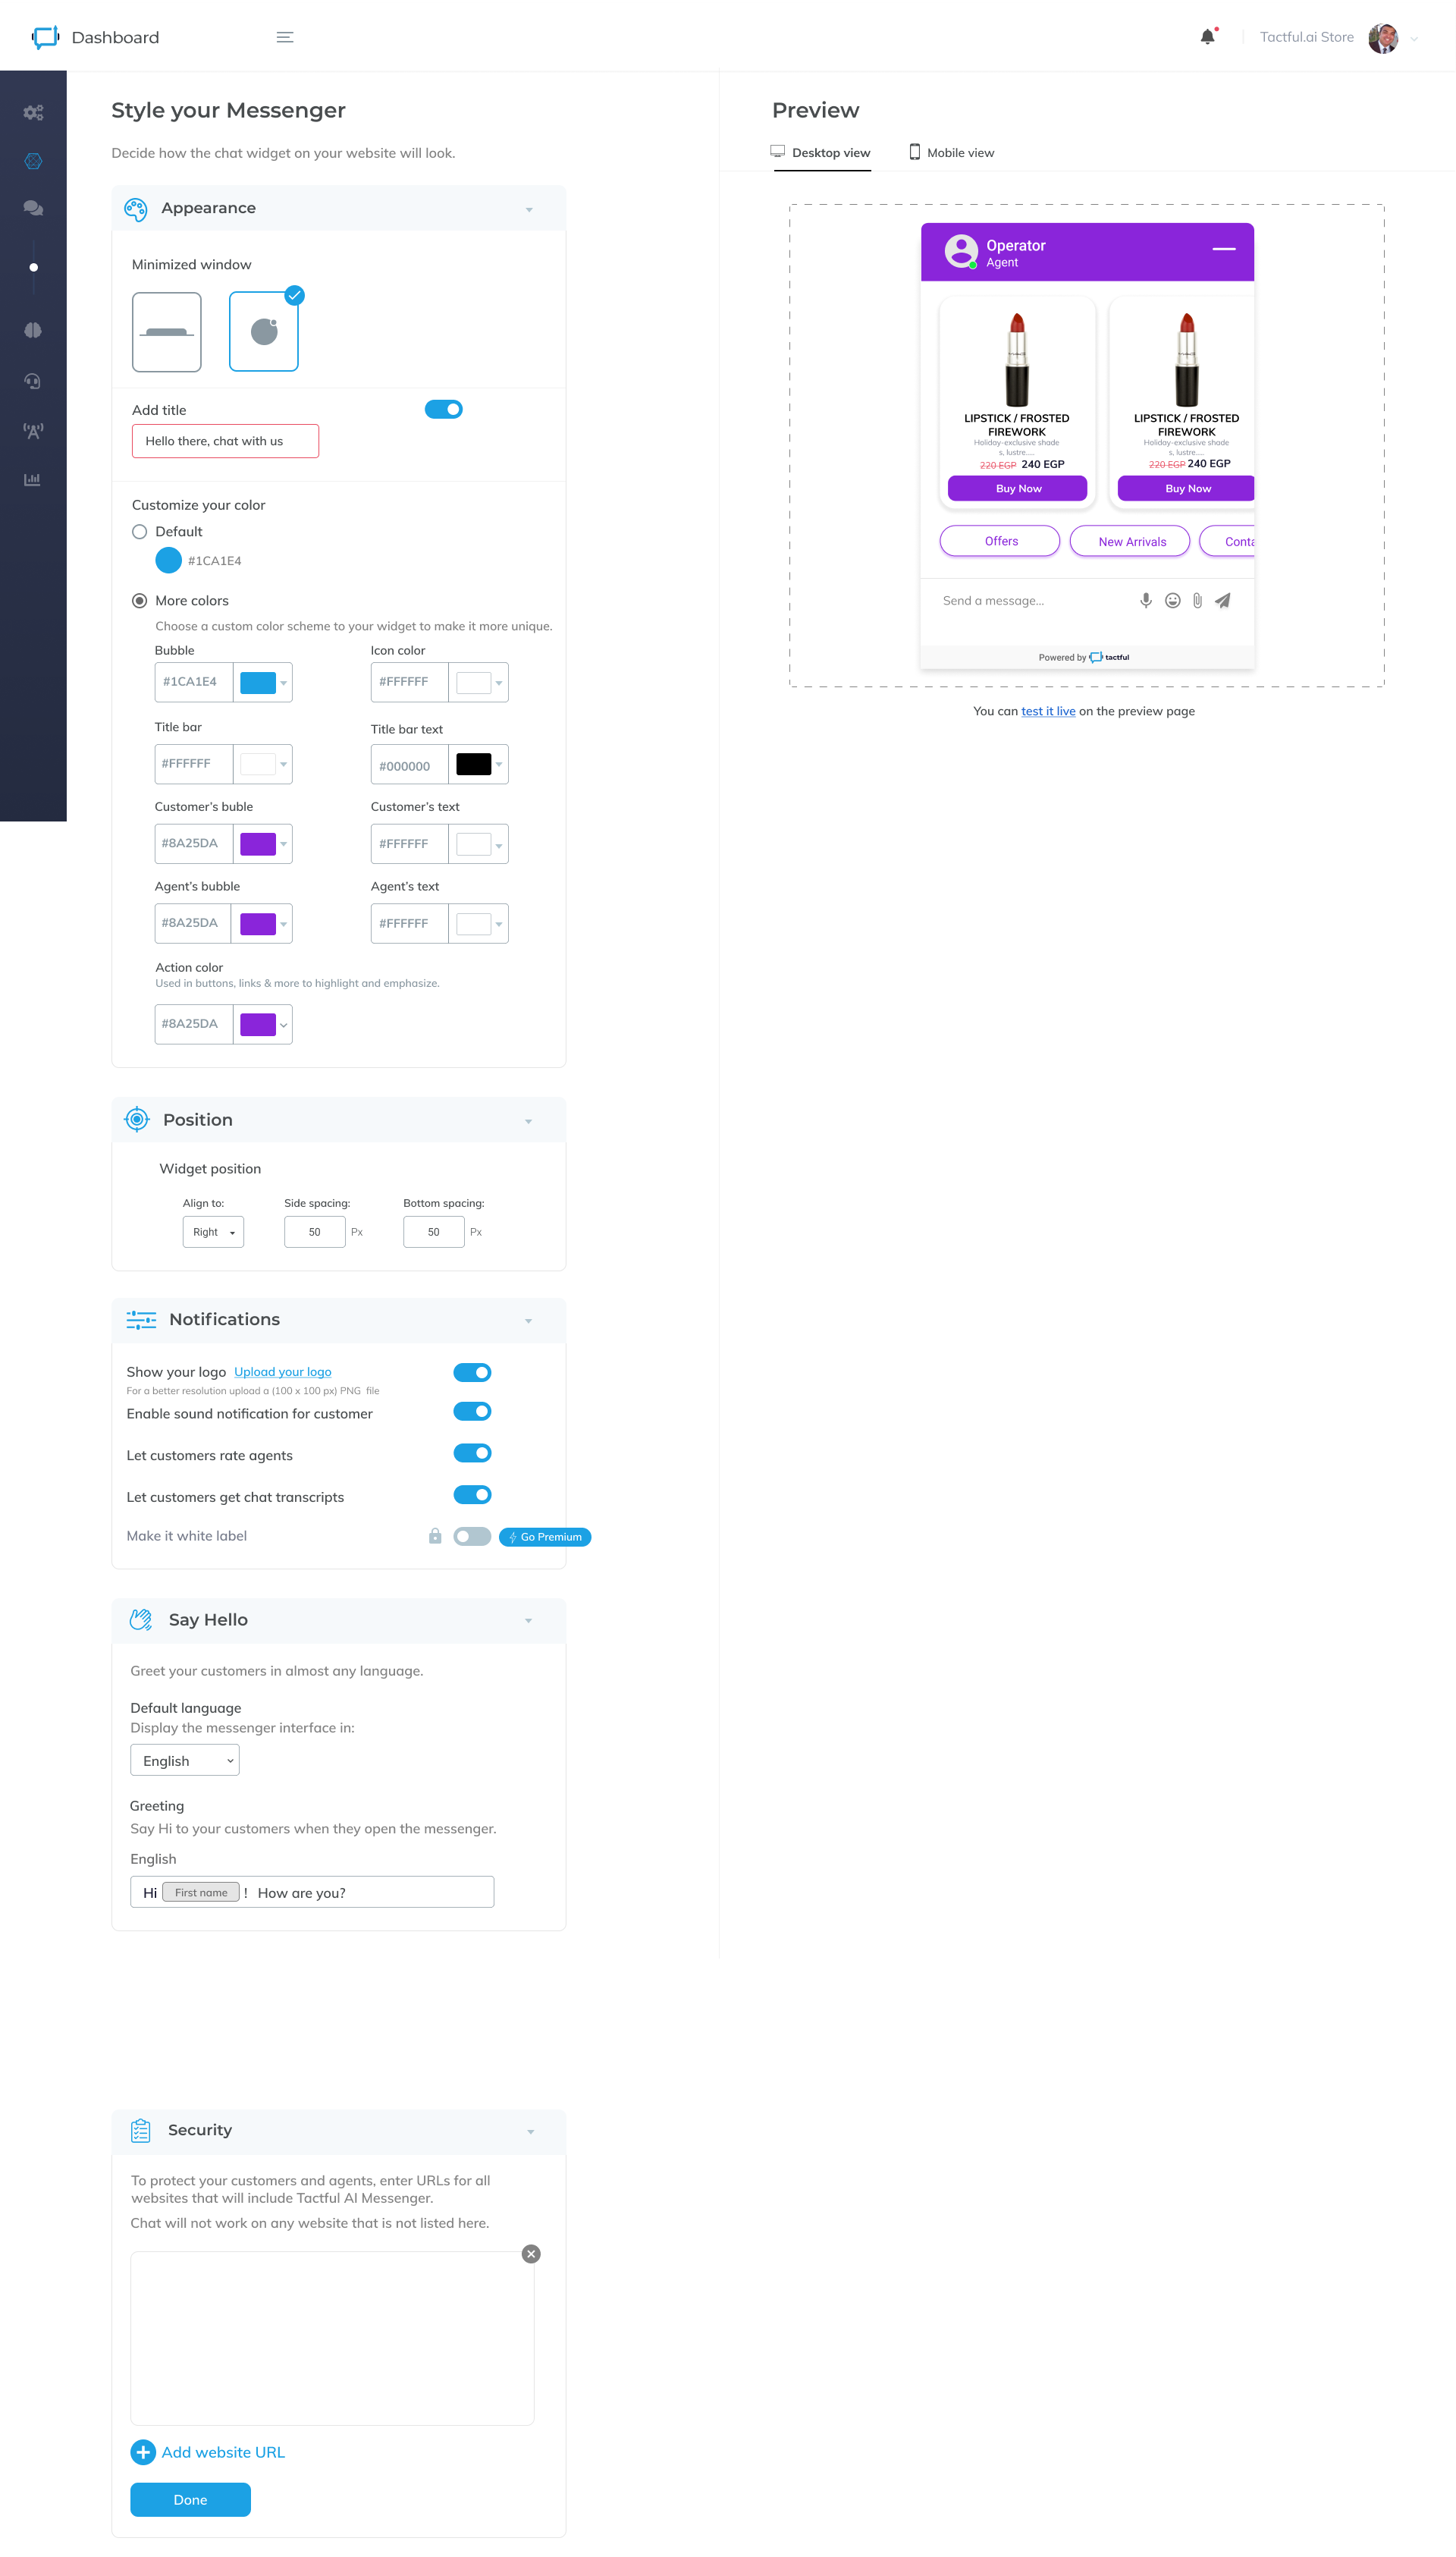 Dashboard
Tactful.ai Store
Style your Messenger
Decide how the chat widget on your website will look.
Appearance
Minimized window
Add title
Hello there, chat with us
Customize your color
Default
#1CA1E4
More colors
Choose a custom color scheme to your widget to make it more unique.
Bubble
Icon color
#1CA1E4
#FFFFFF
Title bar
Title bar text
#FFFFFF
#000000
Customer's buble
Customer's text
#8A25DA
#FFFFFF
Agent's bubble
Agent's text
#8A25DA
#FFFFFF
Action color
Used in buttons, links & more to highlight and emphasize.
#8A25DA
Position
Widget position
Align to:
Side spacing:
Bottom spacing:
Right
50
Px
50
Px
Notifications
Show your logo Upload your logo
For a better resolution upload a (100 x 100 px) PNG file
Enable sound notification for customer
Let customers rate agents
Let customers get chat transcripts
Make it white label
Go Premium
Say Hello
Greet your customers in almost any language.
Default language
Display the messenger interface in:
English
Greeting
Say Hi to your customers when they open the messenger.
English
Hi First name ! How are you?
Security
To protect your customers and agents, enter URLs for all
websites that will include Tactful AI Messenger.
Chat will not work on any website that is not listed here.
Add website URL
Done
Preview
Desktop view
Mobile view
Operator
Agent
LIPSTICK / FROSTED
FIREWORK
Holiday-exclusive shade
s, lustre....
220 EGP 240 EGP
Buy Now
LIPSTICK / FROSTED
FIREWORK
Holiday-exclusive shade
s, lustre....
220 EGP 240 EGP
Buy Now
Offers
New Arrivals
Conta
Send a message...
Powered by tactful
You can test it live on the preview page